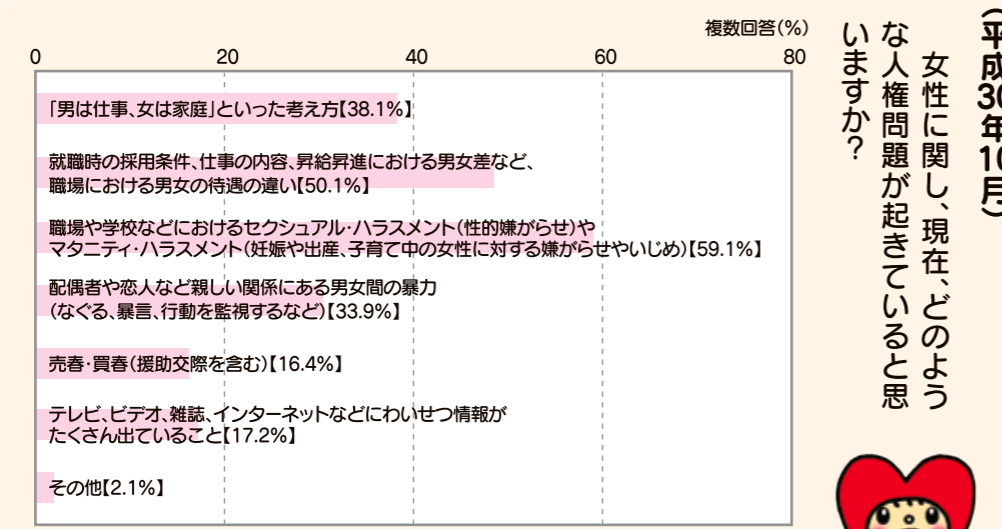 (平成30年10月)
女性に関し、現在、どのよう
な人権問題が起きていると思
いますか?
複数回答(%)
0 20 40 60 80
「男は仕事、女は家庭」といった考え方【38.1%】
就職時の採用条件、仕事の内容、昇給昇進における男女差など、
職場における男女の待遇の違い【50.1%】
職場や学校などにおけるセクシュアル・ハラスメント(性的嫌がらせ)や
マタニティ・ハラスメント(妊娠や出産、子育て中の女性に対する嫌がらせやいじめ)【59.1%】
配偶者や恋人など親しい関係にある男女間の暴力
(なぐる、暴言、行動を監視するなど)【33.9%】
売春・買春(援助交際を含む)【16.4%】
テレビ、ビデオ、雑誌、インターネットなどにわいせつ情報が
たくさん出ていること【17.2%】
その他【2.1%】